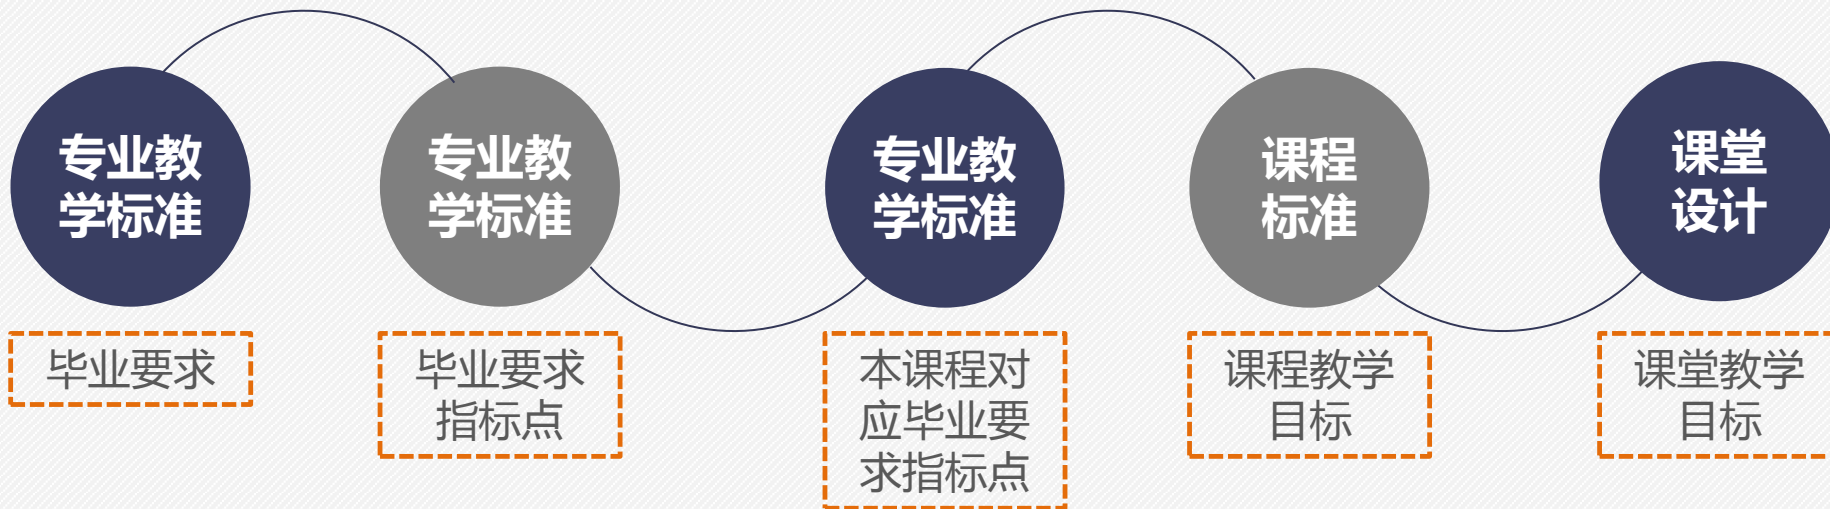 专业教
学标准
专业教
学标准
专业教
学标准
课程
标准
课堂
设计
毕业要求
毕业要求
指标点
本课程对
应毕业要
求指标点
课程教学
目标
课堂教学
目标